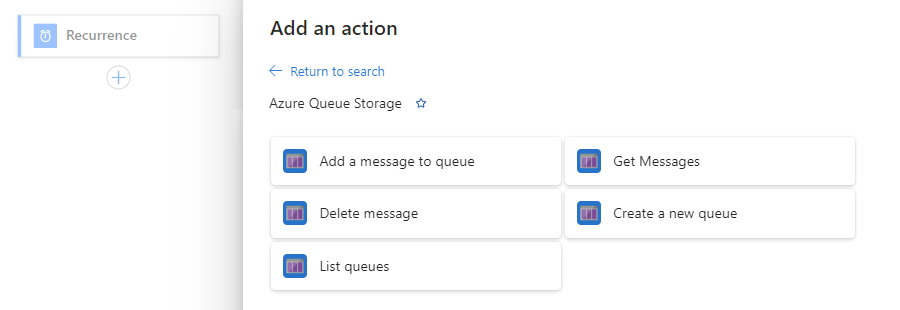 Recurrence
Add an action
Return to search
Azure Queue Storage
Add a message to queue
Get Messages
Delete message
Create a new queue
List queues